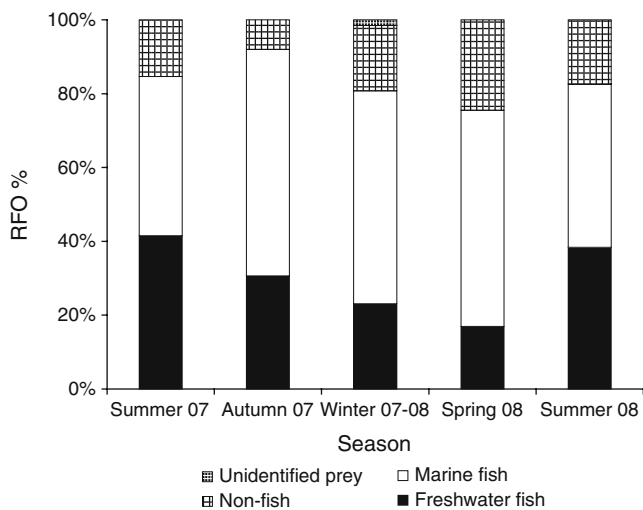 100%
80%
60%
40%
20%
0%
RFO %
Summer 07 Autumn 07 Winter 07-08 Spring 08 Summer 08
Season
Unidentified prey Marine fish
Non-fish Freshwater fish